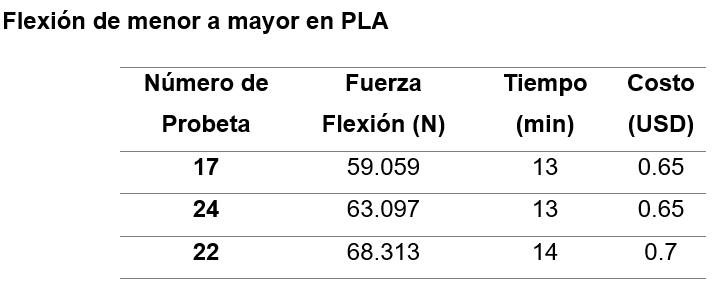 Flexión de menor a mayor en PLA
Número de Fuerza Tiempo Costo
Probeta Flexión (N) (min) (USD)
17 59.059 13 0.65
24 63.097 13 0.65
22 68.313 14 0.7